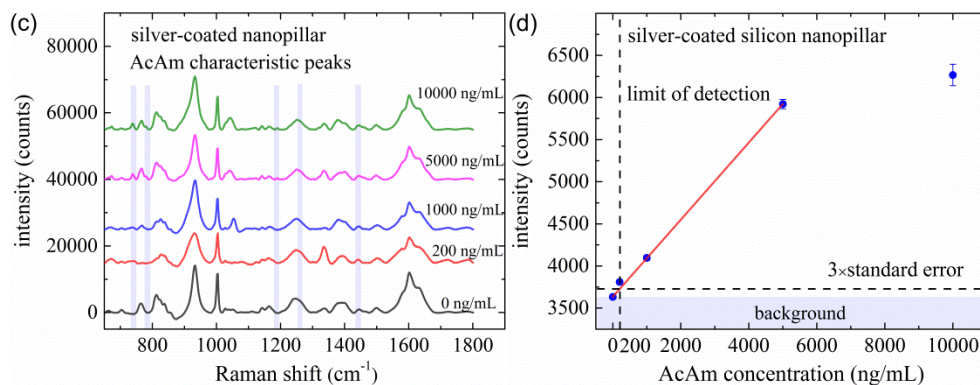 (c)
silver-coated nanopillar
AcAm characteristic peaks
10000 ng/mL
5000 ng/mL
1000 ng/mL
200 ng/mL
0 ng/mL
80000
60000
40000
20000
0
intensity (counts)
800 1000 1200 1400 1600 1800
Raman shift (cm⁻¹)
(d)
silver-coated silicon nanopillar
limit of detection
3×standard error
background
6500
6000
5500
5000
4500
4000
3500
intensity (counts)
0 200 2000 4000 6000 8000 10000
AcAm concentration (ng/mL)